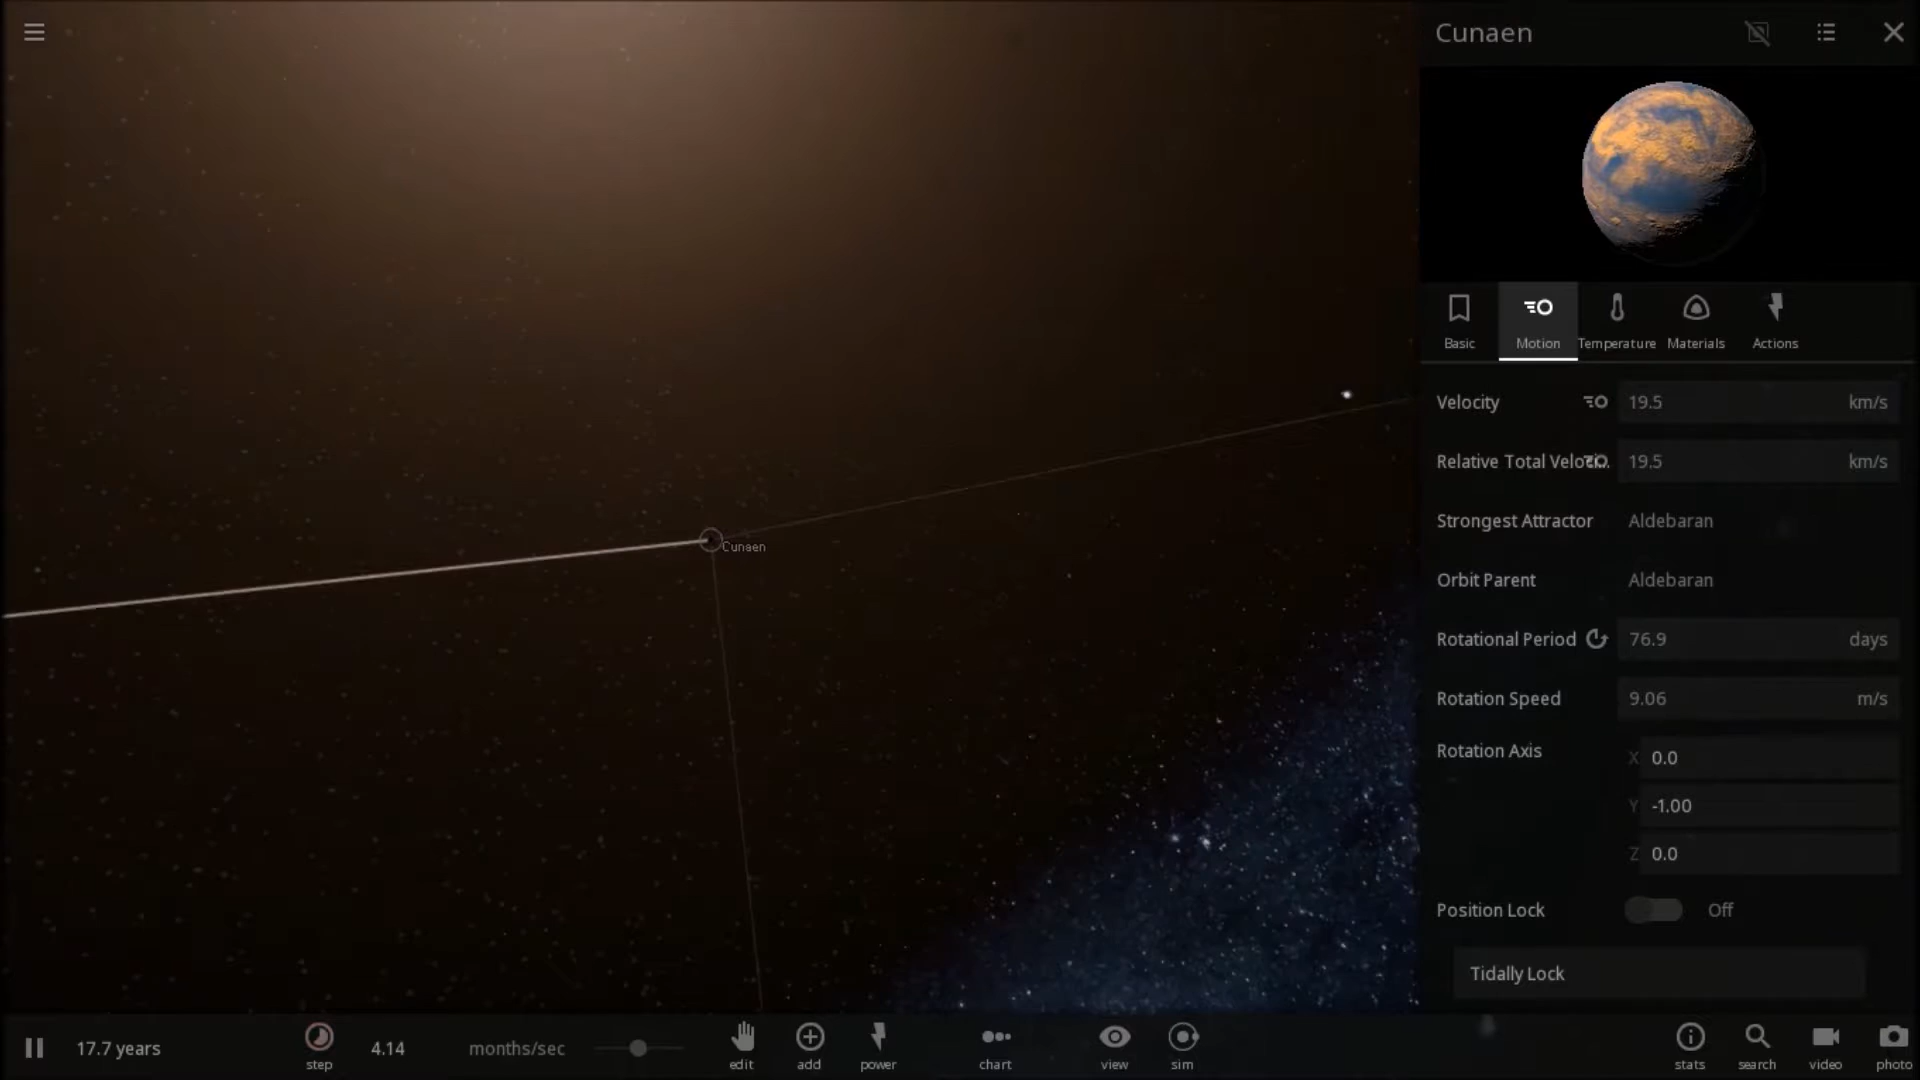 Cunaen
Cunaen
Basic
Motion
Temperature
Materials
Actions
Velocity 19.5 km/s
Relative Total Veloci... 19.5 km/s
Strongest Attractor Aldebaran
Orbit Parent Aldebaran
Rotational Period 76.9 days
Rotation Speed 9.06 m/s
Rotation Axis
X 0.0
Y -1.00
Z 0.0
Position Lock Off
Tidally Lock
17.7 years
step
4.14 months/sec
edit
add
power
chart
view
sim
stats
search
video
photo